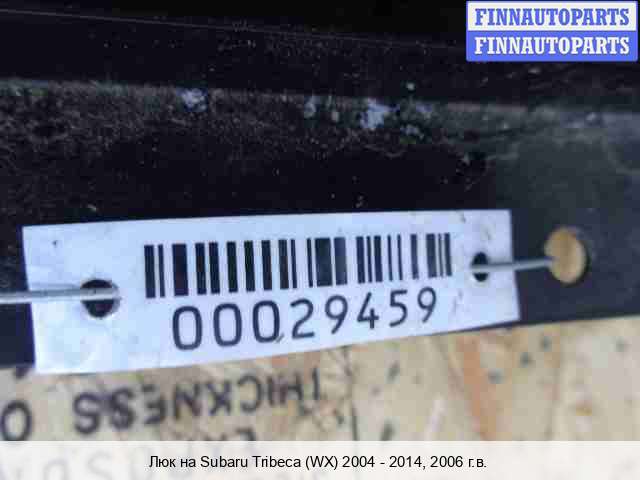 FINNAUTOPARTS
FINNAUTOPARTS
00029459
THICKNESS O
Люк на Subaru Tribeca (WX) 2004 - 2014, 2006 г.в.